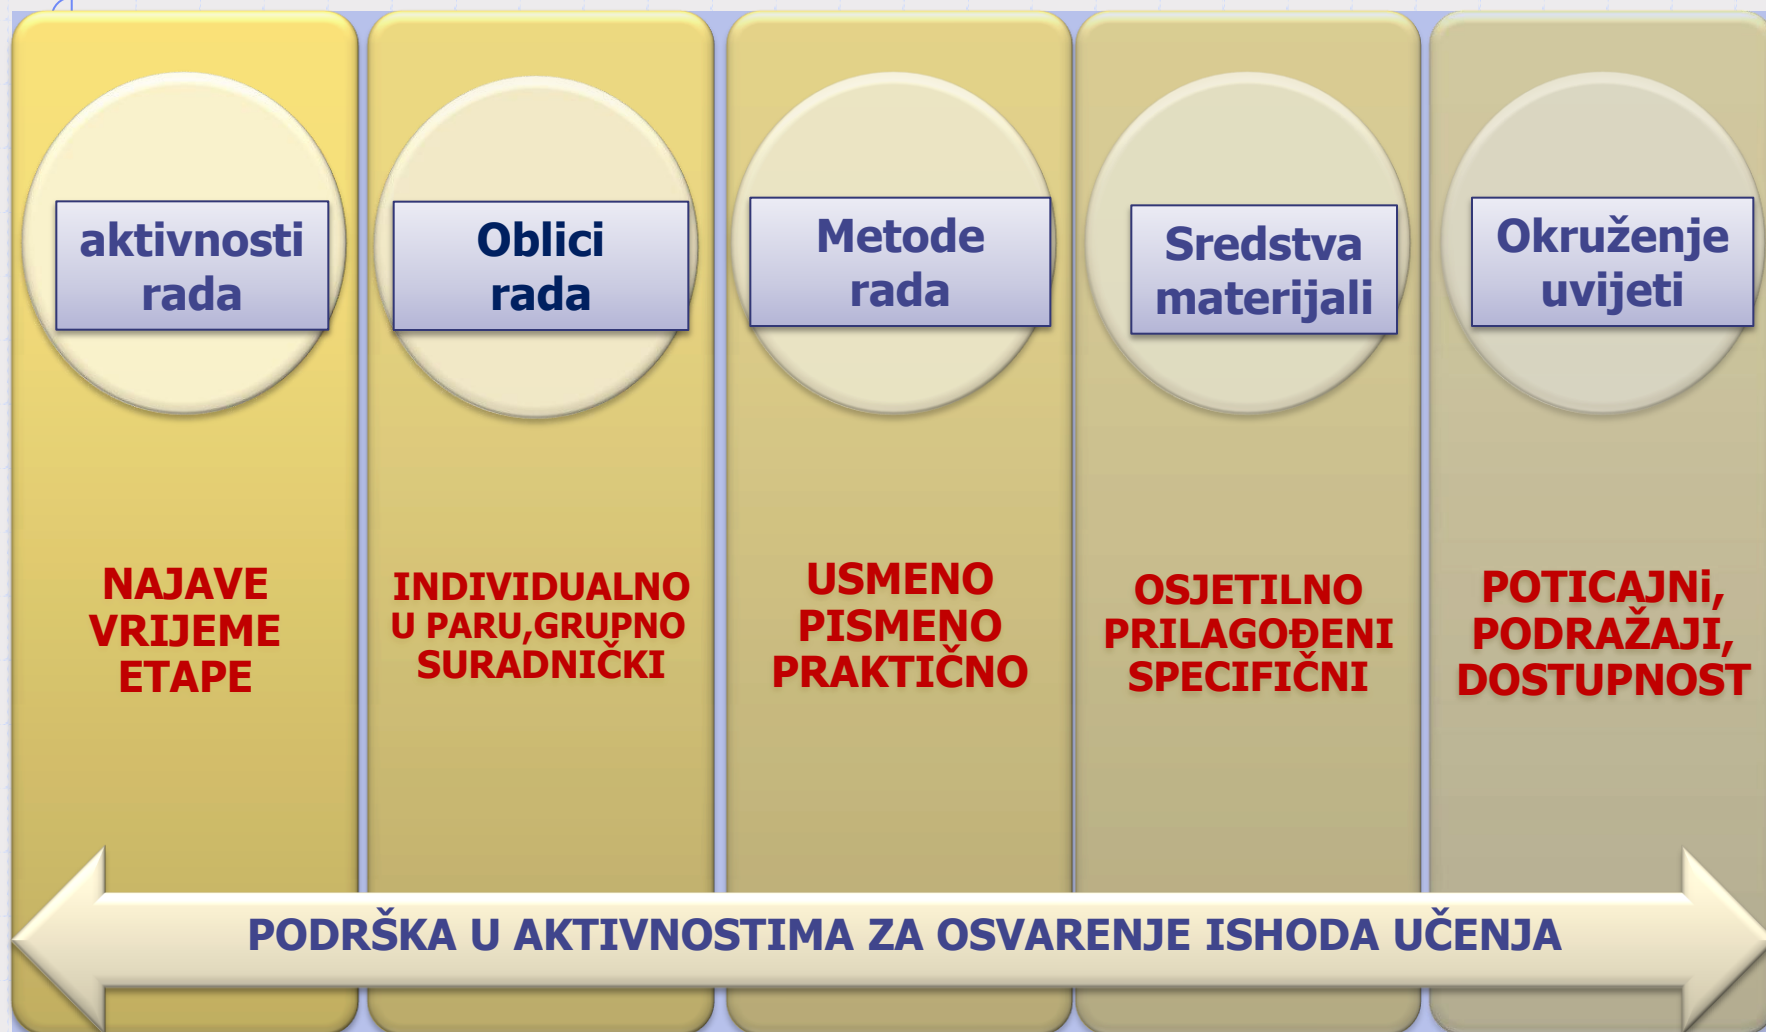 aktivnosti
rada
Oblici
rada
Metode
rada
Sredstva
materijali
Okruženje
uvijeti
NAJAVE
VRIJEME
ETAPE
INDIVIDUALNO
U PARU,GRUPNO
SURADNIČKI
USMENO
PISMENO
PRAKTIČNO
OSJETILNO
PRILAGOĐENI
SPECIFIČNI
POTICAJNi,
PODRAŽAJI,
DOSTUPNOST
PODRŠKA U AKTIVNOSTIMA ZA OSVARENJE ISHODA UČENJA